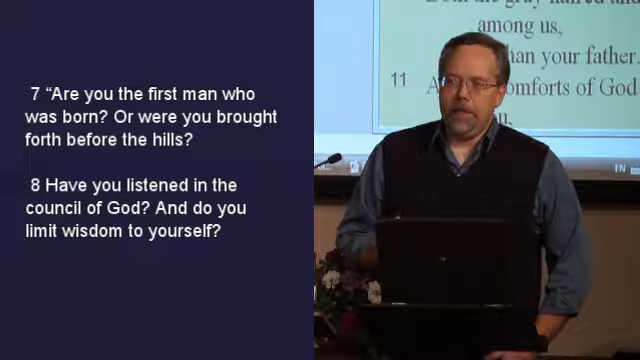 7 “Are you the first man who
was born? Or were you brought
forth before the hills?
8 Have you listened in the
council of God? And do you
limit wisdom to yourself?
among us,
than your father.
11
omforts of God
u,
EN